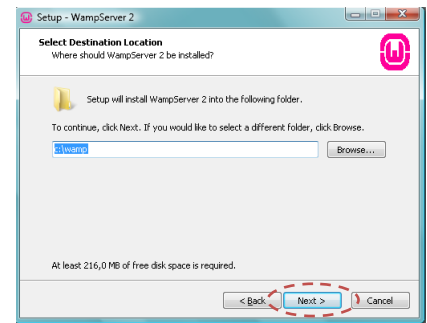 Setup - WampServer 2
Select Destination Location
Where should WampServer 2 be installed?
Setup will install WampServer 2 into the following folder.
To continue, click Next. If you would like to select a different folder, click Browse.
c:\wamp
Browse...
At least 216,0 MB of free disk space is required.
< Back
Next >
Cancel